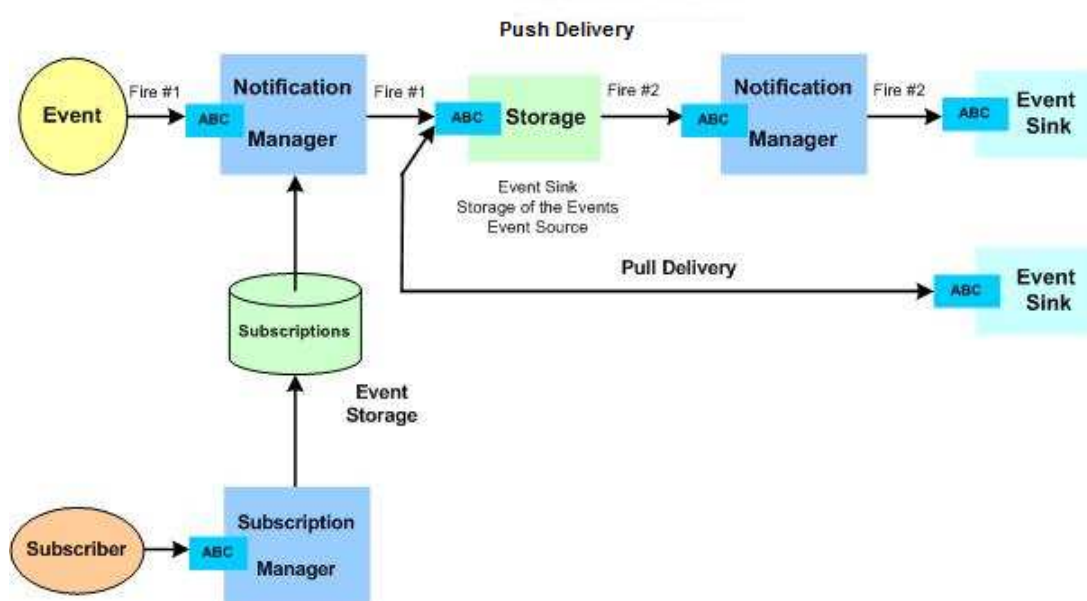 Push Delivery
Event
Fire #1
ABC
Notification
Manager
Fire #1
ABC
Storage
Fire #2
ABC
Notification
Manager
Fire #2
ABC
Event
Sink
Event Sink
Storage of the Events
Event Source
Pull Delivery
ABC
Event
Sink
Subscriptions
Event
Storage
Subscriber
ABC
Subscription
Manager